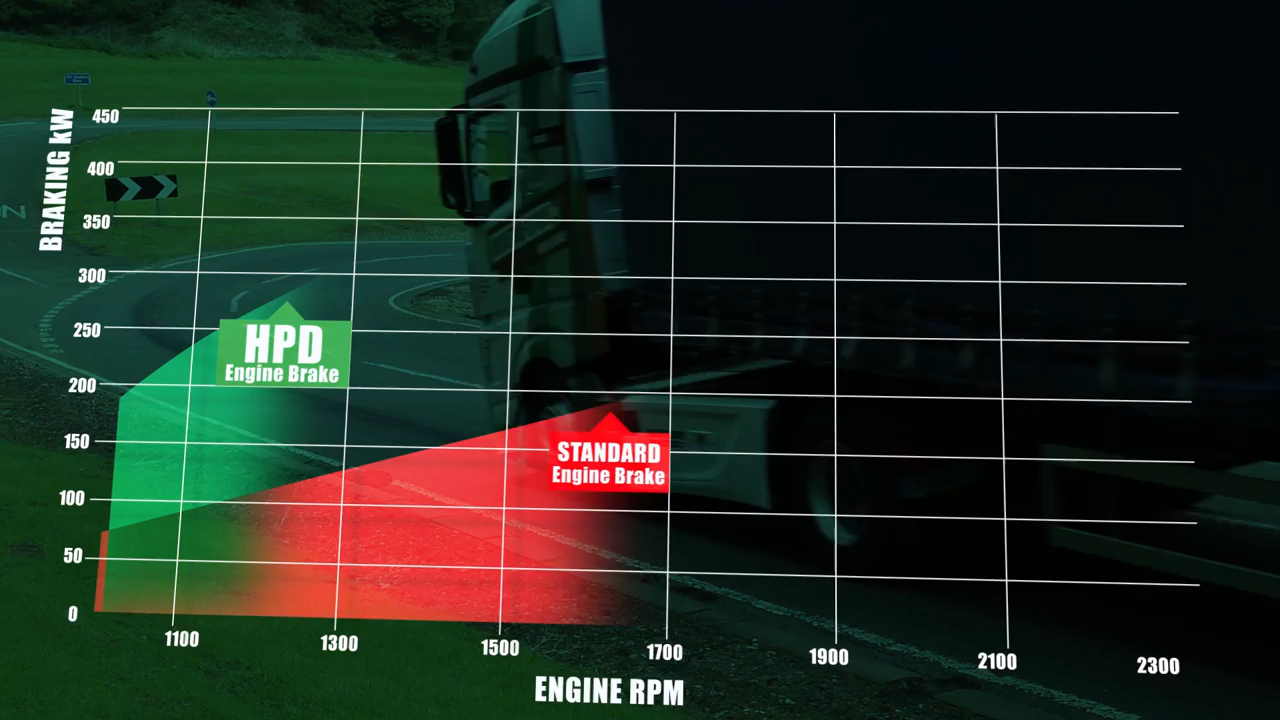 BRAKING kW
450
400
350
300
250
200
150
100
50
0
HPD
Engine Brake
STANDARD
Engine Brake
1100
1300
1500
1700
1900
2100
2300
ENGINE RPM